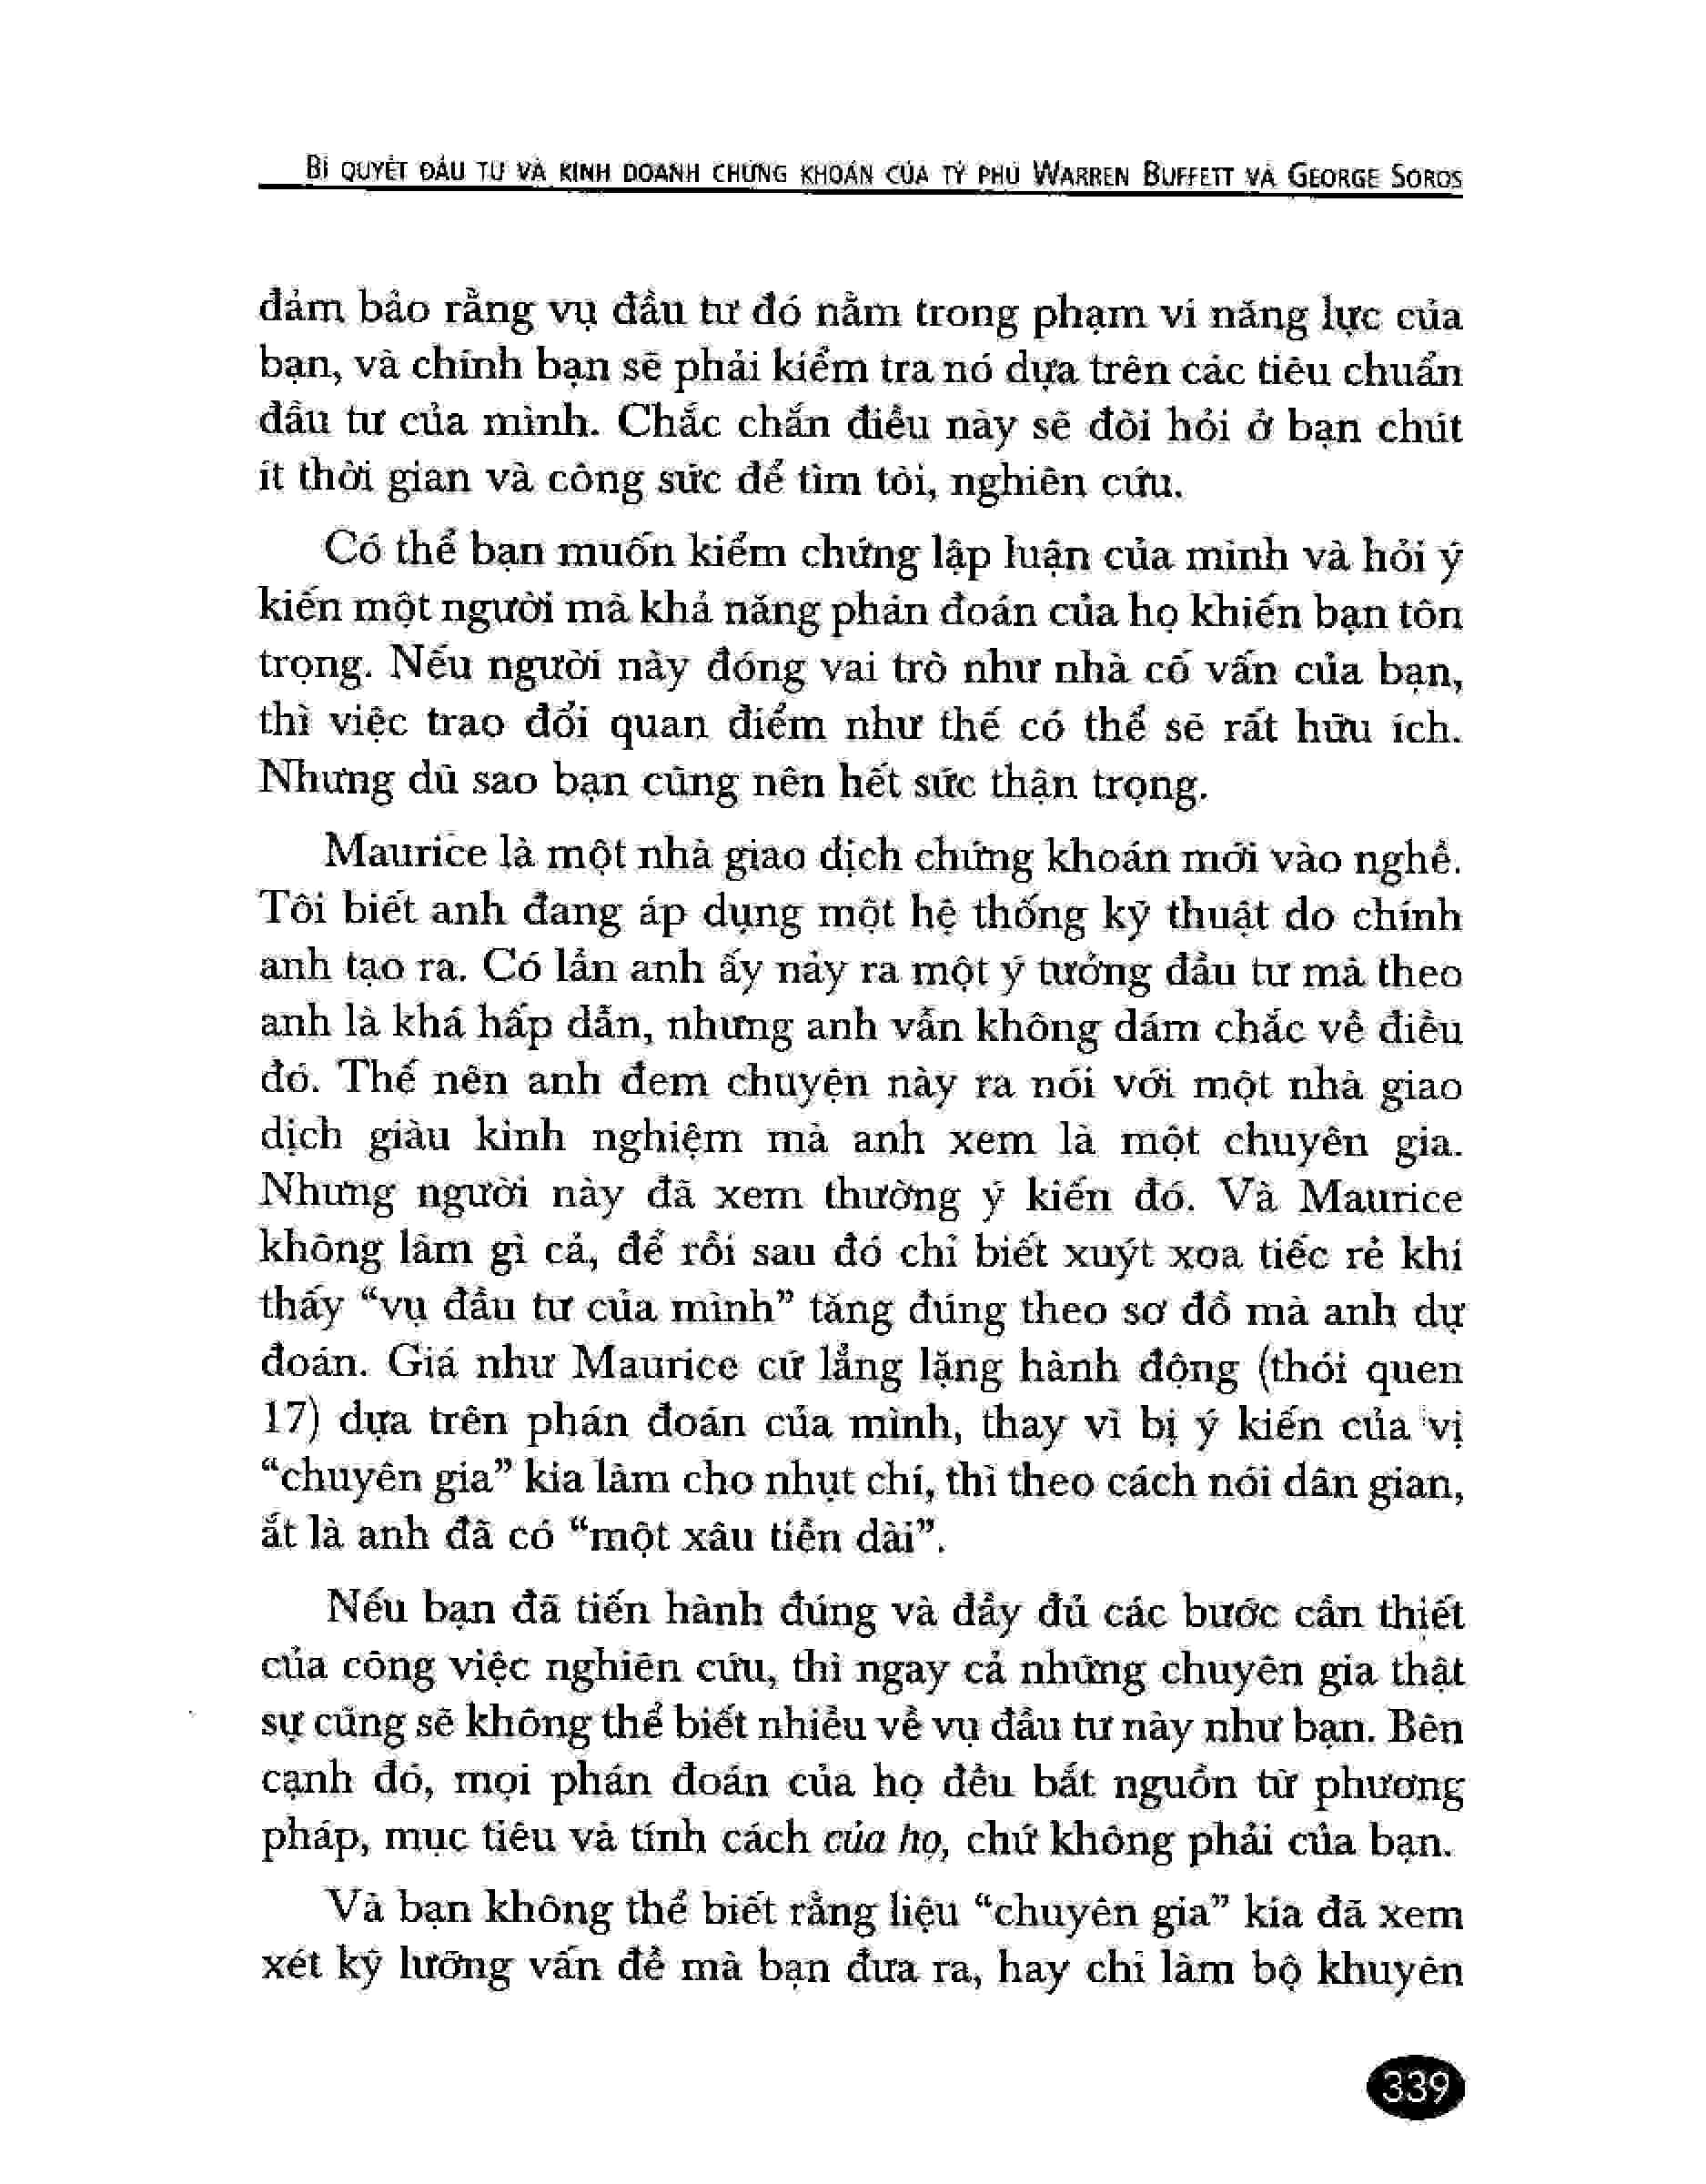 BÍ QUYẾT ĐẦU TƯ VÀ KINH DOANH CHỨNG KHOÁN CỦA TỶ PHÚ WARREN BUFFETT VÀ GEORGE SOROS
đảm bảo rằng vụ đầu tư đó nằm trong phạm vi năng lực của
bạn, và chính bạn sẽ phải kiểm tra nó dựa trên các tiêu chuẩn
đầu tư của mình. Chắc chắn điều này sẽ đòi hỏi ở bạn chút
ít thời gian và công sức để tìm tòi, nghiên cứu.
Có thể bạn muốn kiểm chứng lập luận của mình và hỏi ý
kiến một người mà khả năng phán đoán của họ khiến bạn tôn
trọng. Nếu người này đóng vai trò như nhà cố vấn của bạn,
thì việc trao đổi quan điểm như thế có thể sẽ rất hữu ích.
Nhưng dù sao bạn cũng nên hết sức thận trọng.
Maurice là một nhà giao dịch chứng khoán mới vào nghề.
Tôi biết anh đang áp dụng một hệ thống kỹ thuật do chính
anh tạo ra. Có lần anh ấy nảy ra một ý tưởng đầu tư mà theo
anh là khá hấp dẫn, nhưng anh vẫn không dám chắc về điều
đó. Thế nên anh đem chuyện này ra nói với một nhà giao
dịch giàu kinh nghiệm mà anh xem là một chuyên gia.
Nhưng người này đã xem thường ý kiến đó. Và Maurice
không làm gì cả, để rồi sau đó chỉ biết xuýt xoa tiếc rẻ khi
thấy “vụ đầu tư của mình” tăng đúng theo sơ đồ mà anh dự
đoán. Giá như Maurice cứ lẳng lặng hành động (thói quen
17) dựa trên phán đoán của mình, thay vì bị ý kiến của vị
“chuyên gia” kia làm cho nhụt chí, thì theo cách nói dân gian,
ắt là anh đã có “một xâu tiền dài”.
Nếu bạn đã tiến hành đúng và đầy đủ các bước cần thiết
của công việc nghiên cứu, thì ngay cả những chuyên gia thật
sự cũng sẽ không thể biết nhiều về vụ đầu tư này như bạn. Bên
cạnh đó, mọi phán đoán của họ đều bắt nguồn từ phương
pháp, mục tiêu và tính cách của họ, chứ không phải của bạn.
Và bạn không thể biết rằng liệu “chuyên gia” kia đã xem
xét kỹ lưỡng vấn đề mà bạn đưa ra, hay chỉ làm bộ khuyên
339